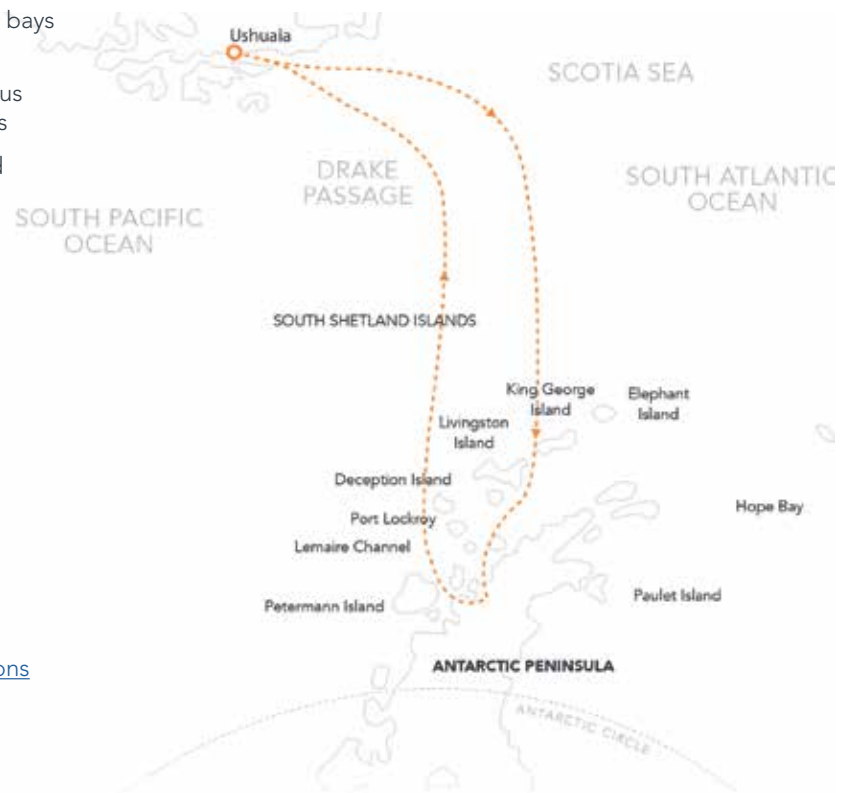 bays
us
s
d
ons
Ushuaia
SCOTIA SEA
DRAKE
PASSAGE
SOUTH ATLANTIC
OCEAN
SOUTH PACIFIC
OCEAN
SOUTH SHETLAND ISLANDS
King George
Island
Elephant
Island
Livingston
Island
Deception Island
Hope Bay
Port Lockroy
Lemaire Channel
Paulet Island
Petermann Island
ANTARCTIC PENINSULA
ANTARCTIC CIRCLE